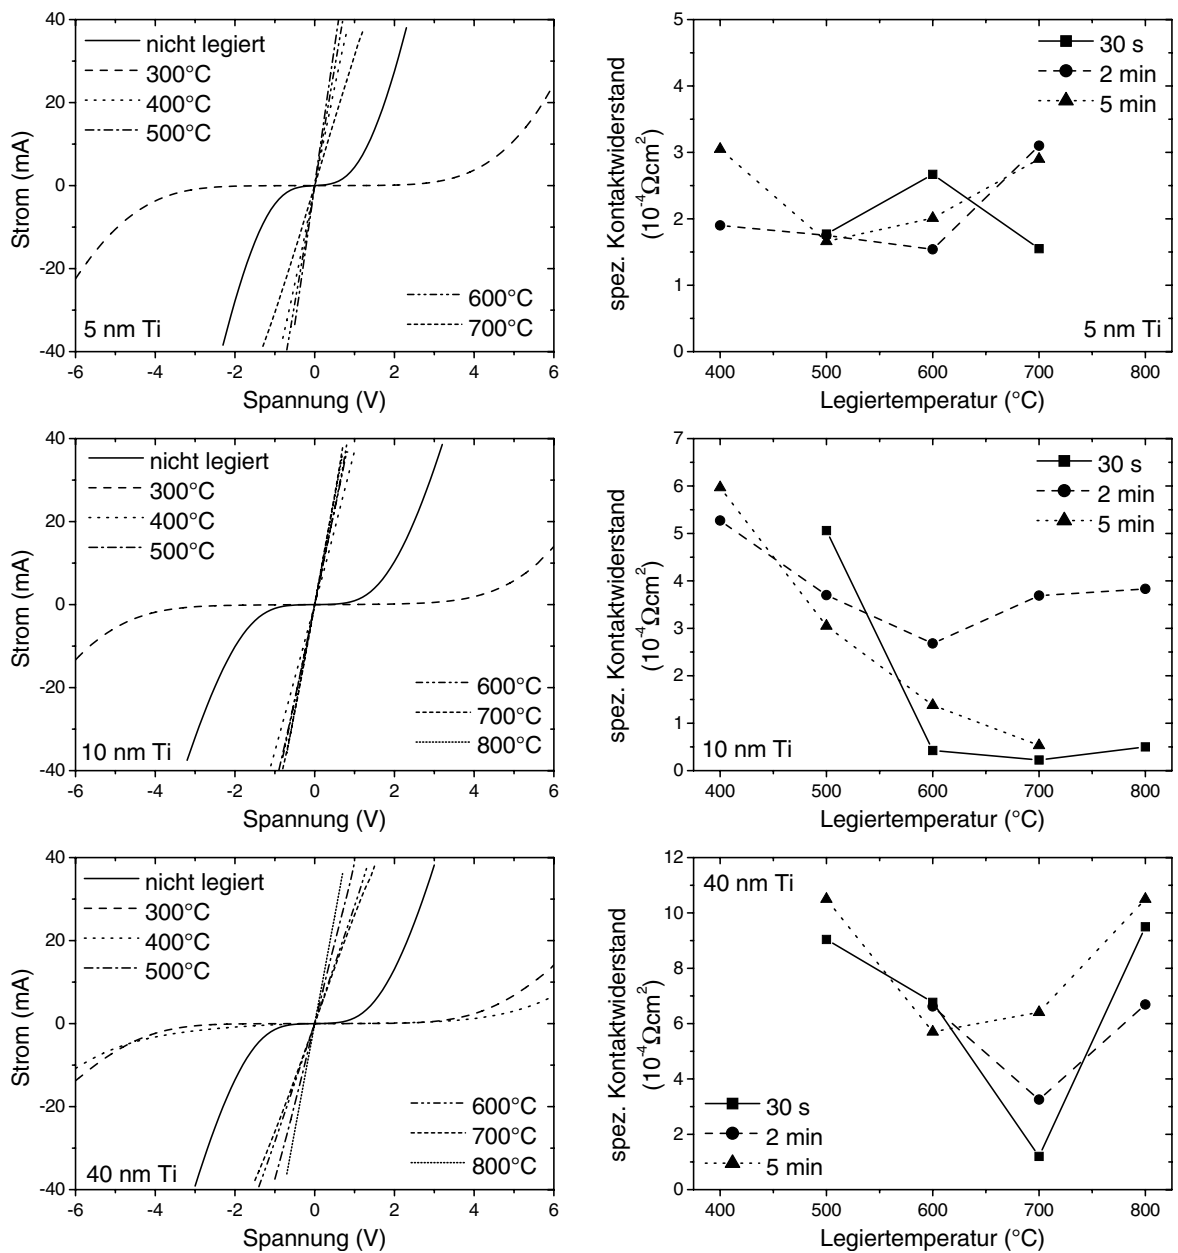 40
20
0
-20
-40
-6
-4
-2
0
2
4
6
Strom (mA)
Spannung (V)
nicht legiert
300°C
400°C
500°C
600°C
700°C
5 nm Ti
5
4
3
2
1
0
400
500
600
700
800
spez. Kontaktwiderstand
(10⁻⁴Ωcm²)
Legiertemperatur (°C)
30 s
2 min
5 min
5 nm Ti
40
20
0
-20
-40
-6
-4
-2
0
2
4
6
Strom (mA)
Spannung (V)
nicht legiert
300°C
400°C
500°C
600°C
700°C
800°C
10 nm Ti
7
6
5
4
3
2
1
0
400
500
600
700
800
spez. Kontaktwiderstand
(10⁻⁴Ωcm²)
Legiertemperatur (°C)
30 s
2 min
5 min
10 nm Ti
40
20
0
-20
-40
-6
-4
-2
0
2
4
6
Strom (mA)
Spannung (V)
nicht legiert
300°C
400°C
500°C
600°C
700°C
800°C
40 nm Ti
12
10
8
6
4
2
0
400
500
600
700
800
spez. Kontaktwiderstand
(10⁻⁴Ωcm²)
Legiertemperatur (°C)
40 nm Ti
30 s
2 min
5 min